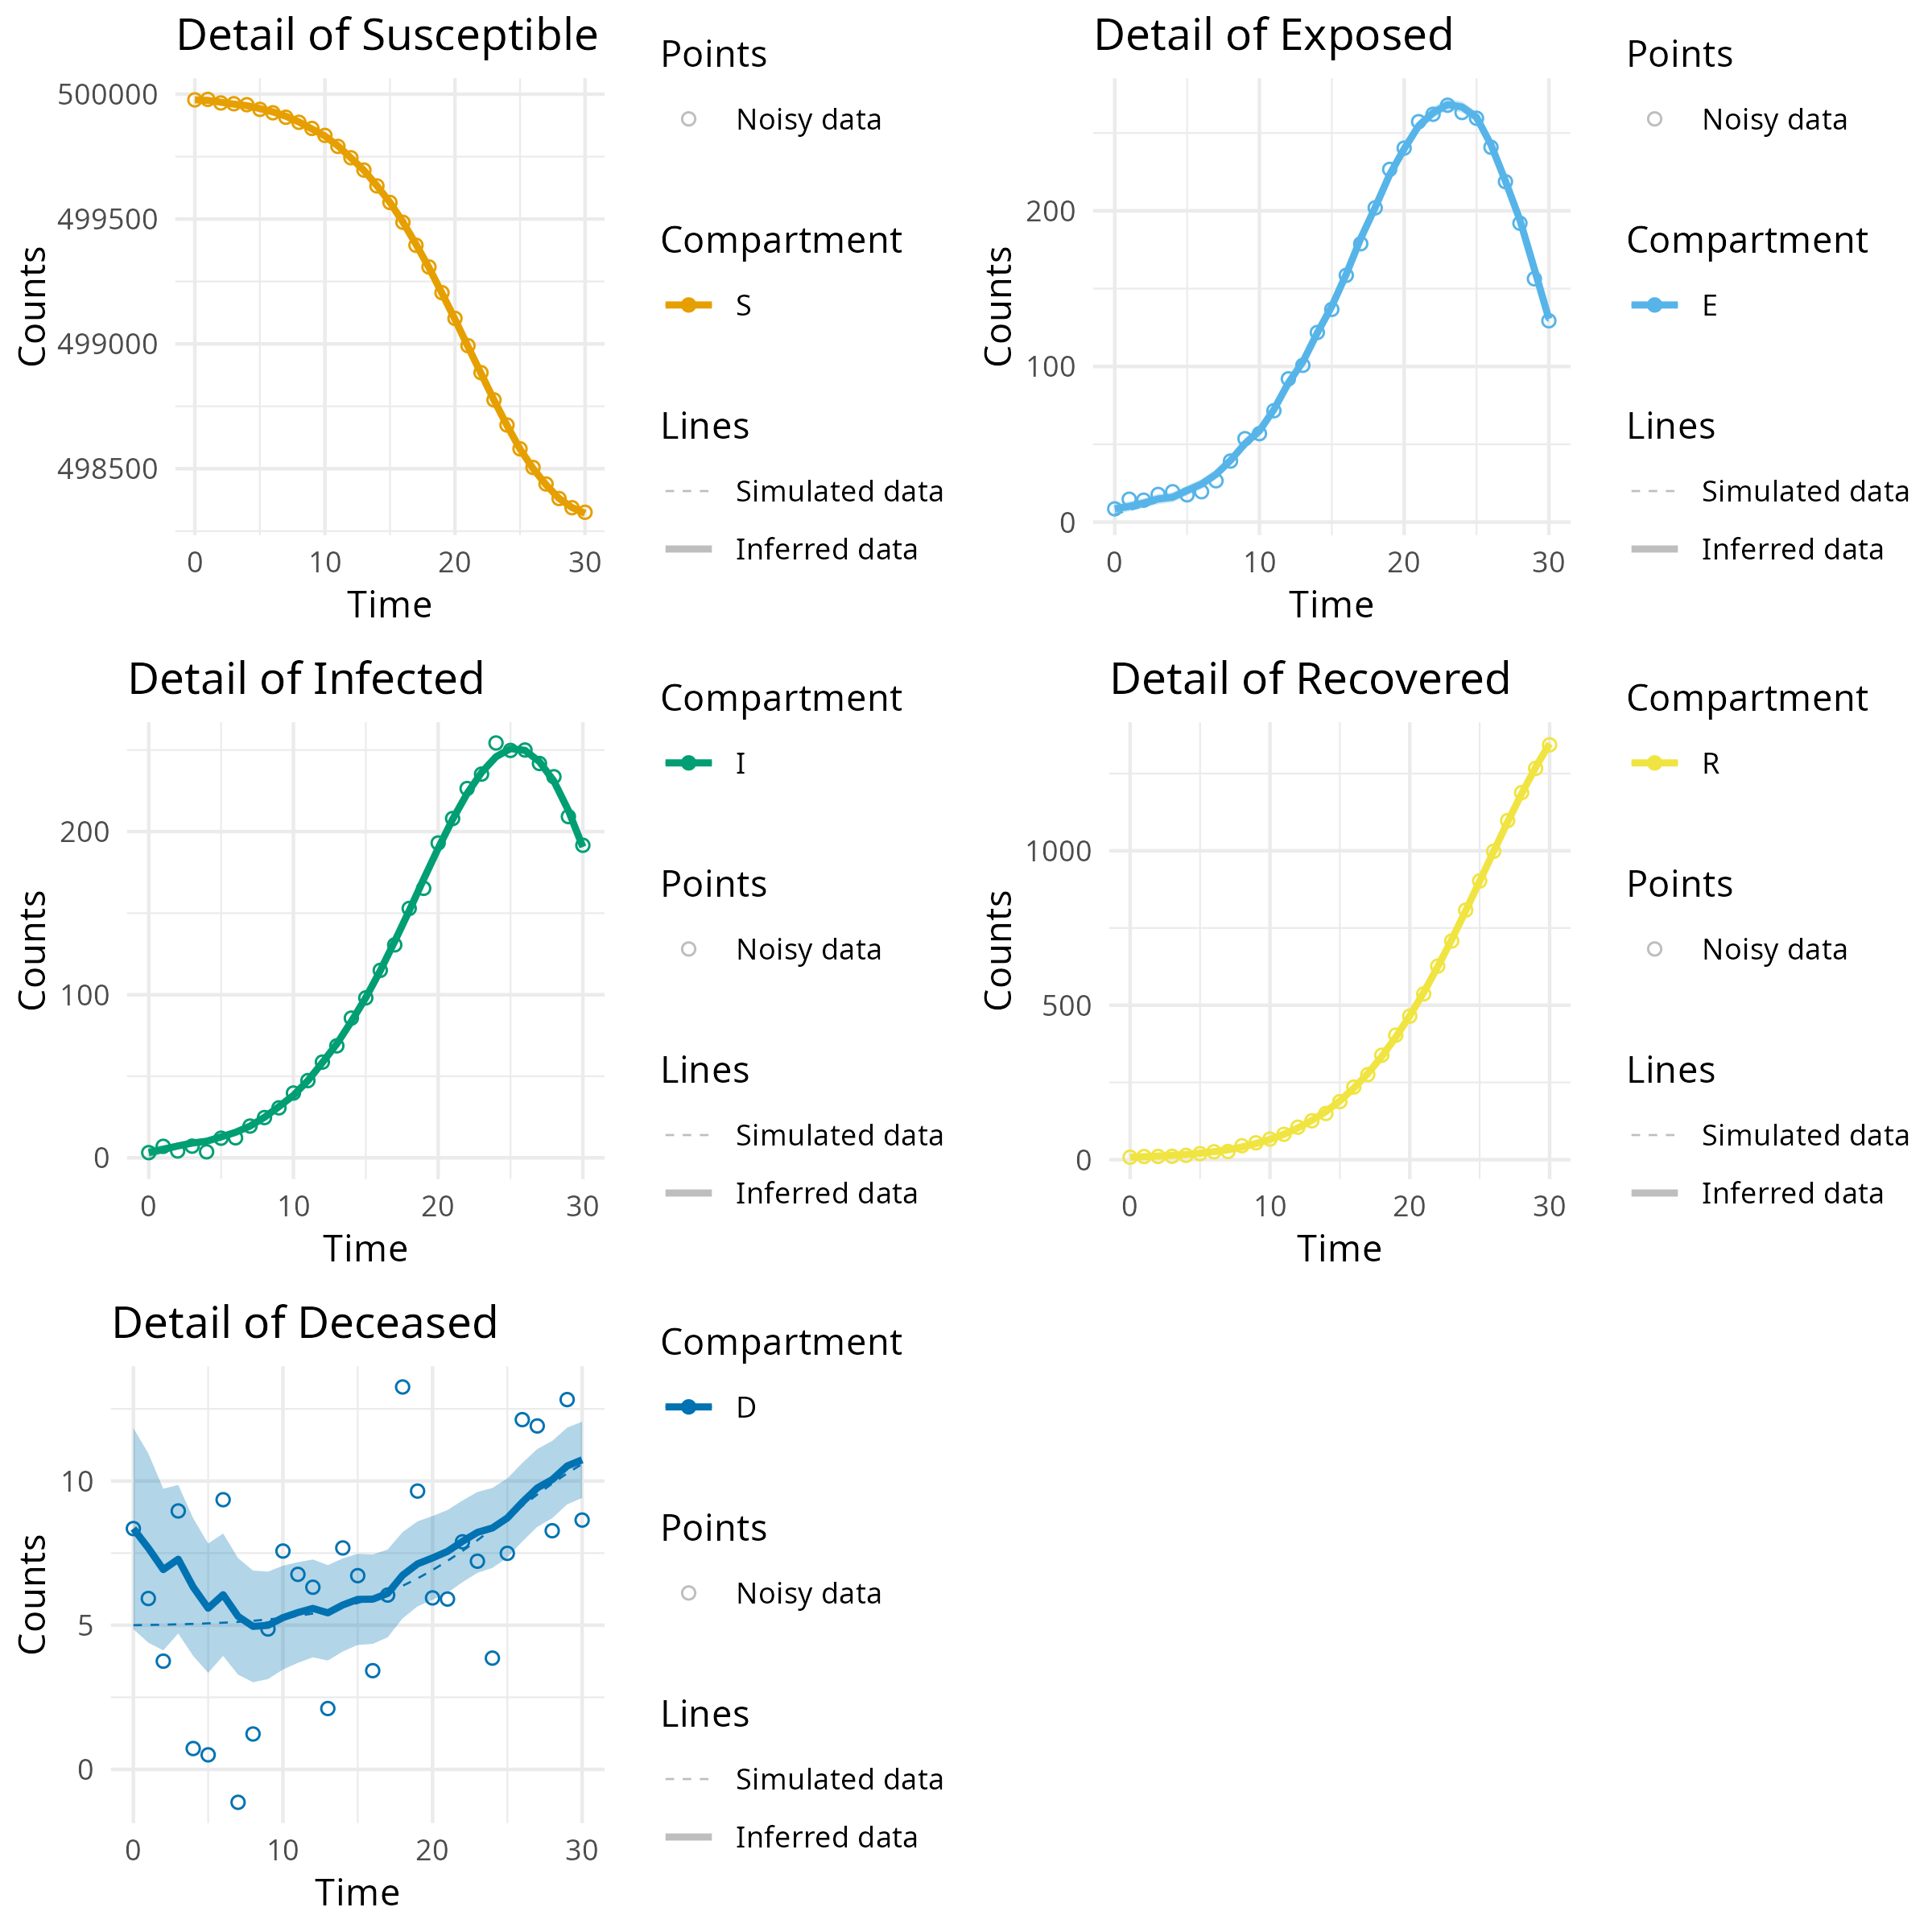 Detail of Susceptible
Counts
500000
499500
499000
498500
0 10 20 30
Time
Points
Noisy data
Compartment
S
Lines
Simulated data
Inferred data
Detail of Exposed
Counts
200
100
0
0 10 20 30
Time
Points
Noisy data
Compartment
E
Lines
Simulated data
Inferred data
Detail of Infected
Counts
200
100
0
0 10 20 30
Time
Compartment
I
Points
Noisy data
Lines
Simulated data
Inferred data
Detail of Recovered
Counts
1000
500
0
0 10 20 30
Time
Compartment
R
Points
Noisy data
Lines
Simulated data
Inferred data
Detail of Deceased
Counts
10
5
0
0 10 20 30
Time
Compartment
D
Points
Noisy data
Lines
Simulated data
Inferred data